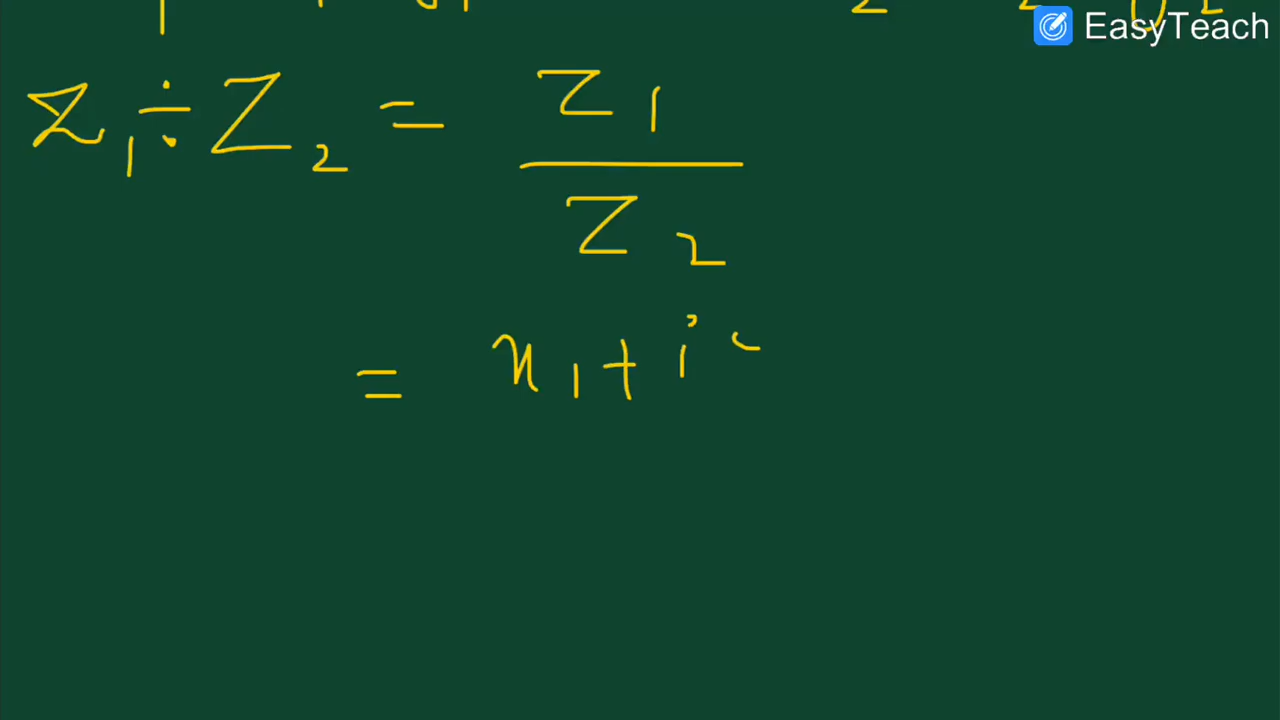 EasyTeach
z₁ ÷ Z₂ = Z₁ / Z₂
= x₁ + i